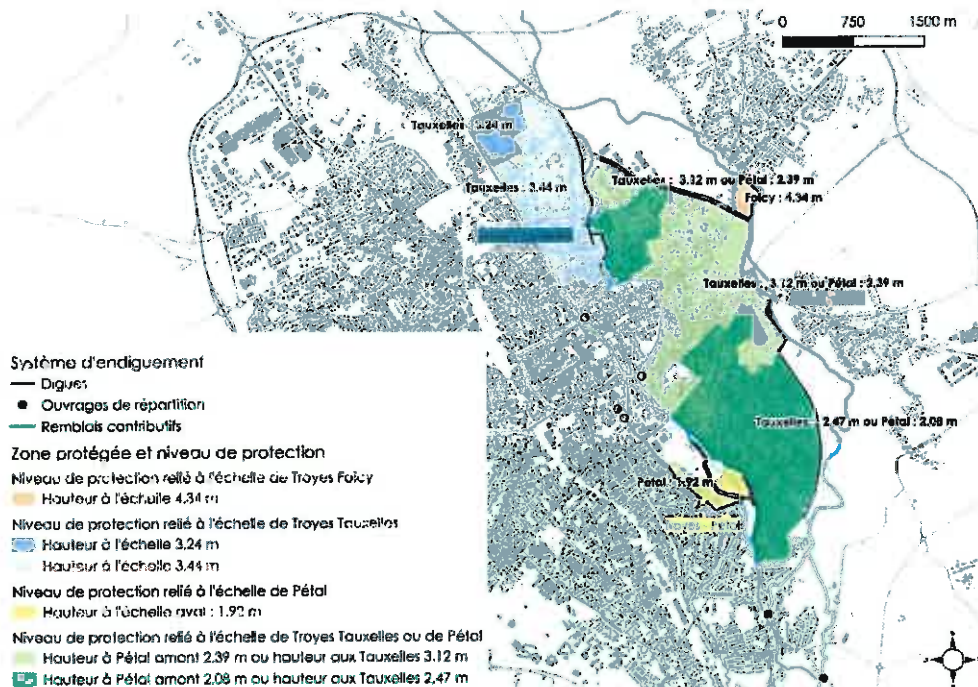 0 750 1500 m
Tauxelles : 3.24 m
Tauxelles : 3.44 m
Tauxelles : 3.12 m ou Pétal : 2.39 m
Folcy : 4.34 m
Tauxelles : 3.12 m ou Pétal : 2.39 m
Tauxelles : 2.47 m ou Pétal : 2.08 m
Pétal : 1.92 m
Troyes - Pétal
Système d'endiguement
Digues
Ouvrages de répartition
Remblais contributifs
Zone protégée et niveau de protection
Niveau de protection relié à l'échelle de Troyes Folcy
Hauteur à l'échelle 4.34 m
Niveau de protection relié à l'échelle de Troyes Tauxelles
Hauteur à l'échelle 3.24 m
Hauteur à l'échelle 3.44 m
Niveau de protection relié à l'échelle de Pétal
Hauteur à l'échelle aval : 1.92 m
Niveau de protection relié à l'échelle de Troyes Tauxelles ou de Pétal
Hauteur à Pétal amont 2.39 m ou hauteur aux Tauxelles 3.12 m
Hauteur à Pétal amont 2.08 m ou hauteur aux Tauxelles 2.47 m